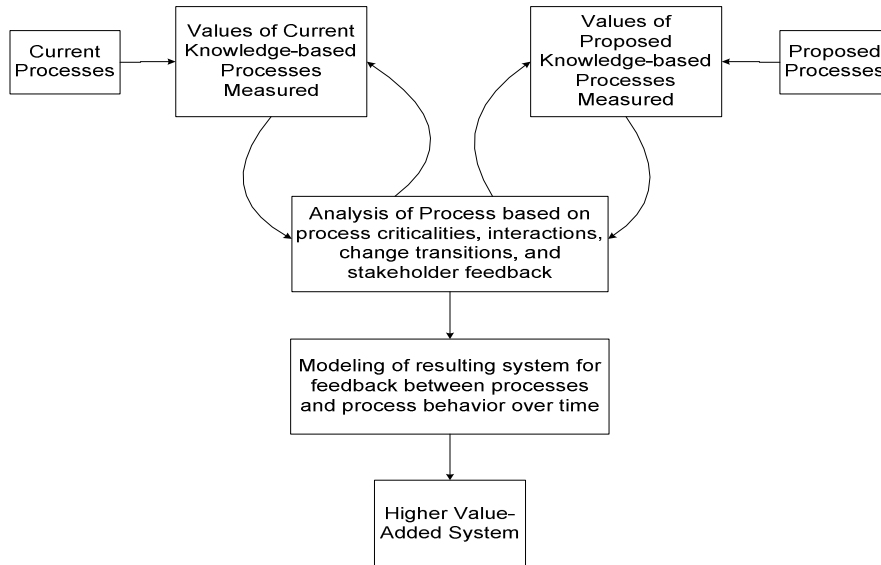 Current
Processes
Values of Current
Knowledge-based
Processes
Measured
Values of
Proposed
Knowledge-based
Processes
Measured
Proposed
Processes
Analysis of Process based on
process criticalities, interactions,
change transitions, and
stakeholder feedback
Modeling of resulting system for
feedback between processes
and process behavior over time
Higher Value-
Added System